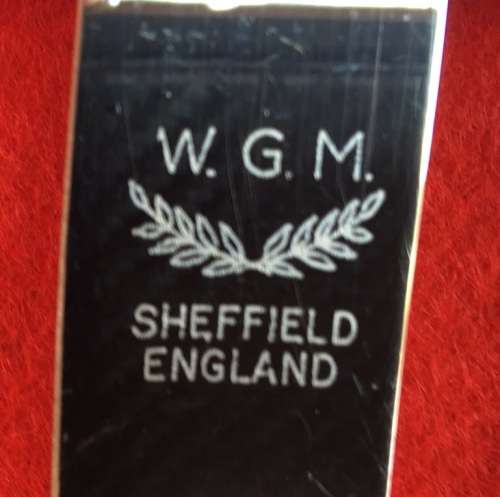 W. G. M.
SHEFFIELD
ENGLAND